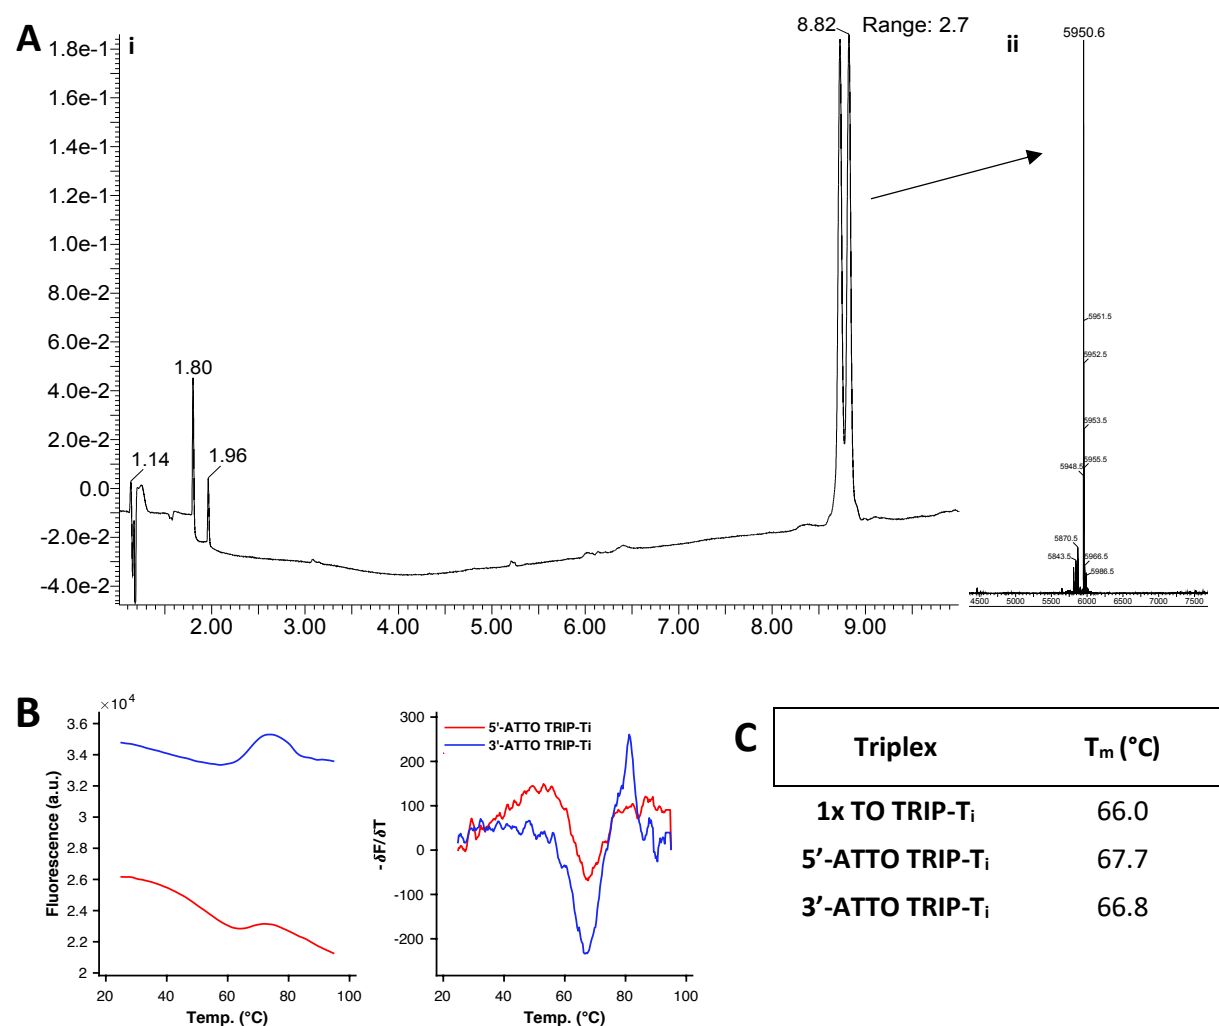 A
i
8.82 Range: 2.7
ii
5950.6
1.8e-1
1.6e-1
1.4e-1
1.2e-1
1.0e-1
8.0e-2
6.0e-2
4.0e-2
2.0e-2
0.0
-2.0e-2
-4.0e-2
1.14
1.80
1.96
2.00 3.00 4.00 5.00 6.00 7.00 8.00 9.00
5951.5
5952.5
5953.5
5955.5
5948.5
5870.5
5843.5
5966.5
5986.5
4500 5000 5500 6000 6500 7000 7500
B
×10⁴
3.6
3.4
3.2
3
2.8
2.6
2.4
2.2
2
Fluorescence (a.u.)
20 40 60 80 100
Temp. (°C)
300
200
100
0
-100
-200
-δF/δT
5'-ATTO TRIP-Ti
3'-ATTO TRIP-Ti
20 40 60 80 100
Temp. (°C)
C
Triplex Tm (°C)
1x TO TRIP-Ti 66.0
5’-ATTO TRIP-Ti 67.7
3’-ATTO TRIP-Ti 66.8